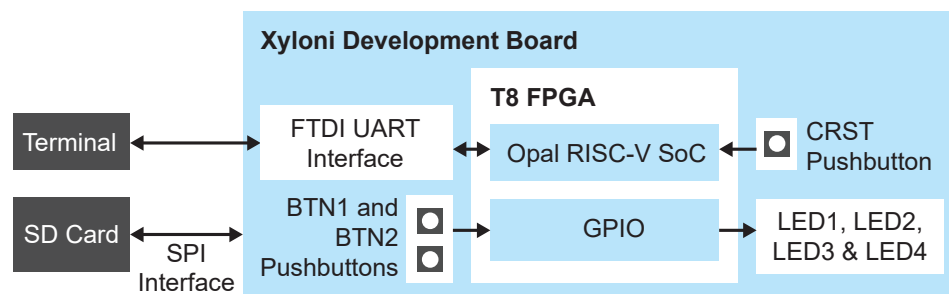 Xyloni Development Board
T8 FPGA
Terminal
FTDI UART
Interface
Opal RISC-V SoC
CRST
Pushbutton
SD Card
SPI
Interface
BTN1 and
BTN2
Pushbuttons
GPIO
LED1, LED2,
LED3 & LED4